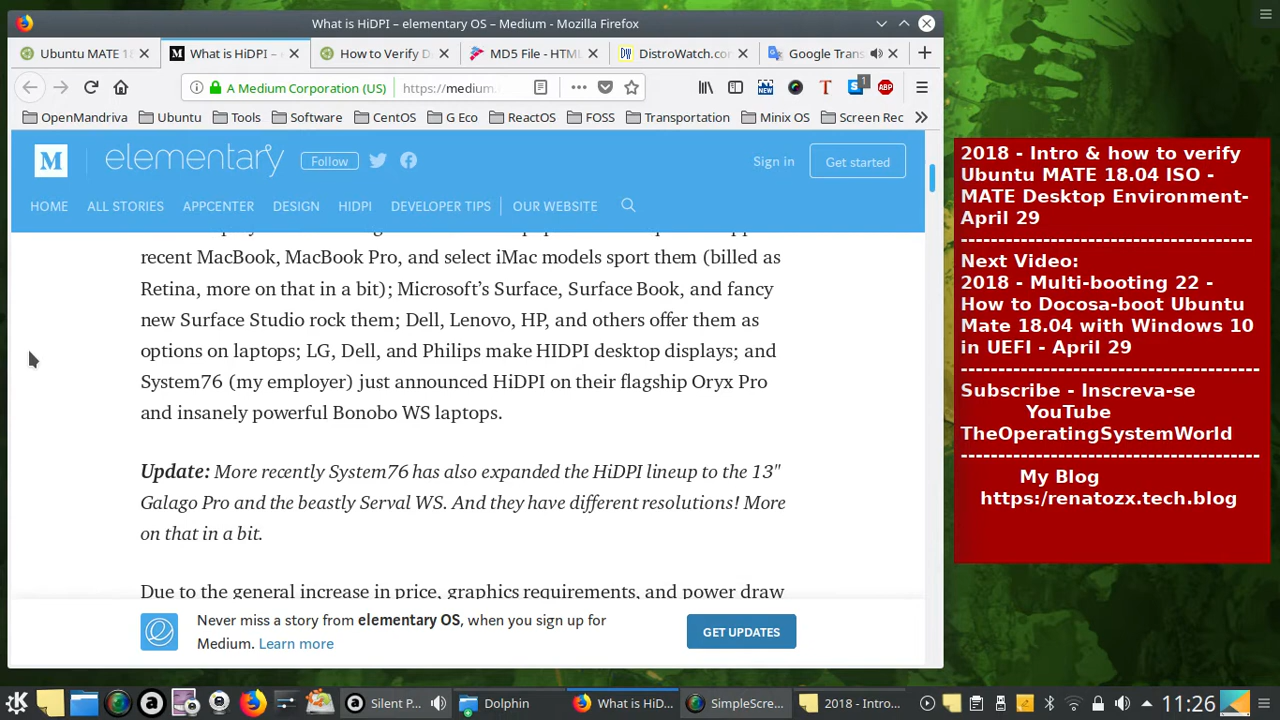 What is HiDPI – elementary OS – Medium - Mozilla Firefox
Ubuntu MATE 18
M What is HiDPI –
How to Verify D
MD5 File - HTML
DW DistroWatch.co
Google Trans
A Medium Corporation (US)
https://medium.
1
T
S
ABP
OpenMandriva
Ubuntu
Tools
Software
CentOS
G Eco
ReactOS
FOSS
Transportation
Minix OS
Screen Rec
M
elementary
Follow
Sign in
Get started
HOME
ALL STORIES
APPCENTER
DESIGN
HIDPI
DEVELOPER TIPS
OUR WEBSITE
recent MacBook, MacBook Pro, and select iMac models sport them (billed as
Retina, more on that in a bit); Microsoft’s Surface, Surface Book, and fancy
new Surface Studio rock them; Dell, Lenovo, HP, and others offer them as
options on laptops; LG, Dell, and Philips make HIDPI desktop displays; and
System76 (my employer) just announced HiDPI on their flagship Oryx Pro
and insanely powerful Bonobo WS laptops.
Update: More recently System76 has also expanded the HiDPI lineup to the 13"
Galago Pro and the beastly Serval WS. And they have different resolutions! More
on that in a bit.
Due to the general increase in price, graphics requirements, and power draw
Never miss a story from elementary OS, when you sign up for
Medium. Learn more
GET UPDATES
2018 - Intro & how to verify
Ubuntu MATE 18.04 ISO -
MATE Desktop Environment-
April 29
Next Video:
2018 - Multi-booting 22 -
How to Docosa-boot Ubuntu
Mate 18.04 with Windows 10
in UEFI - April 29
Subscribe - Inscreva-se
YouTube
TheOperatingSystemWorld
My Blog
https:/renatozx.tech.blog
Silent P...
Dolphin
What is HiD...
SimpleScre...
2018 - Intro...
11:26